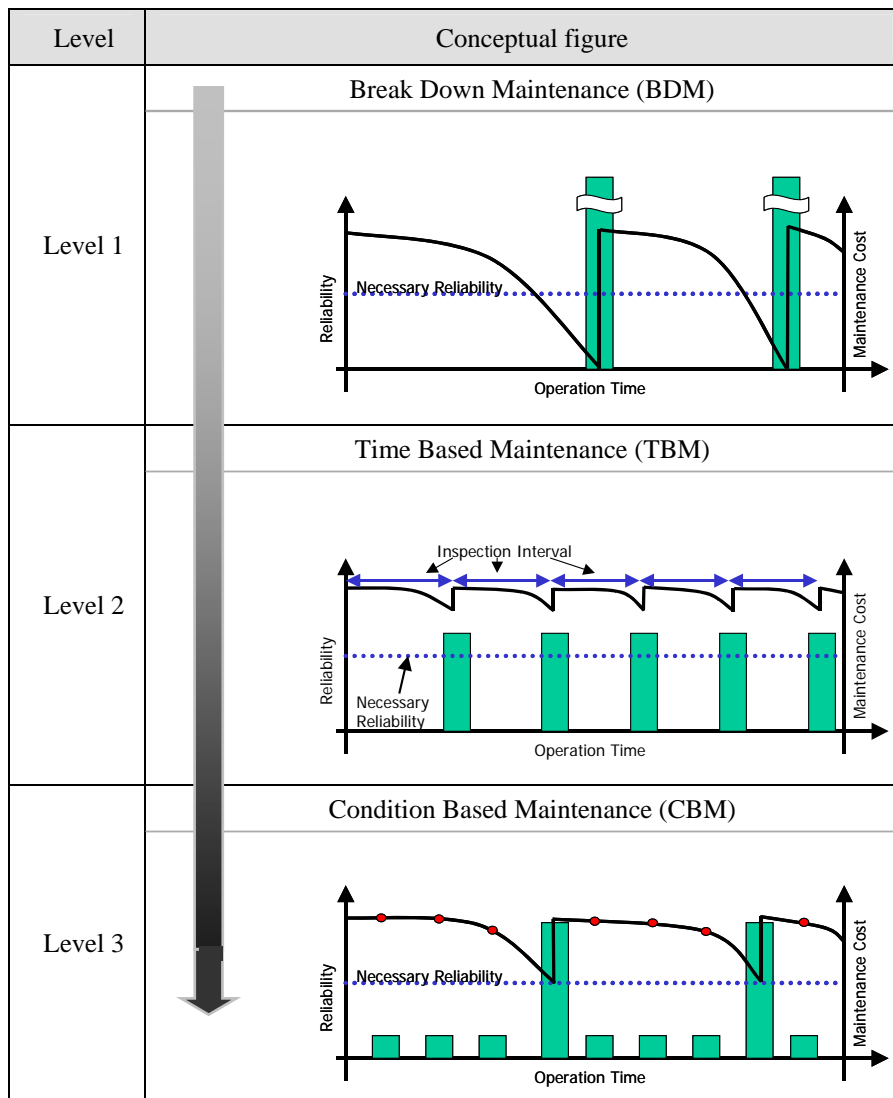 Level
Conceptual figure
Level 1
Break Down Maintenance (BDM)
Reliability
Necessary Reliability
Maintenance Cost
Operation Time
Level 2
Time Based Maintenance (TBM)
Inspection Interval
Reliability
Necessary
Reliability
Maintenance Cost
Operation Time
Level 3
Condition Based Maintenance (CBM)
Reliability
Necessary Reliability
Maintenance Cost
Operation Time